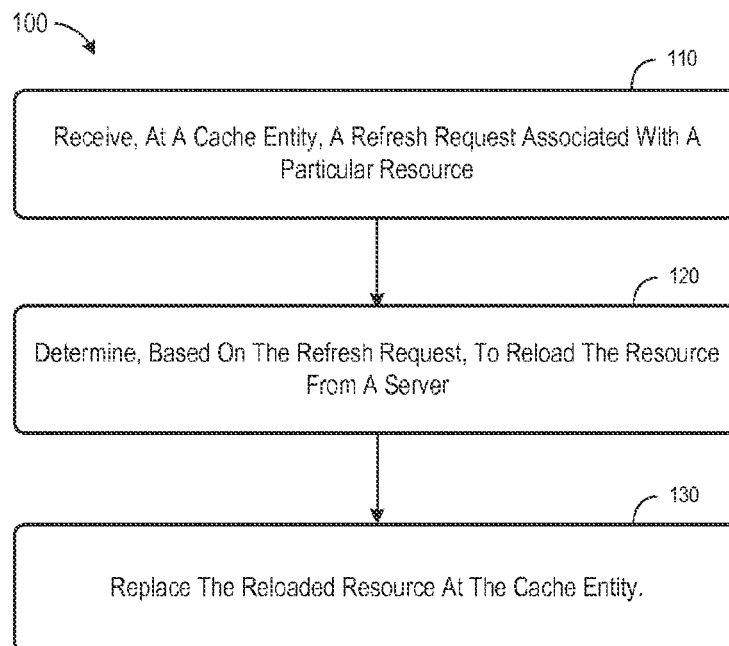 100
110
Receive, At A Cache Entity, A Refresh Request Associated With A
Particular Resource
120
Determine, Based On The Refresh Request, To Reload The Resource
From A Server
130
Replace The Reloaded Resource At The Cache Entity.